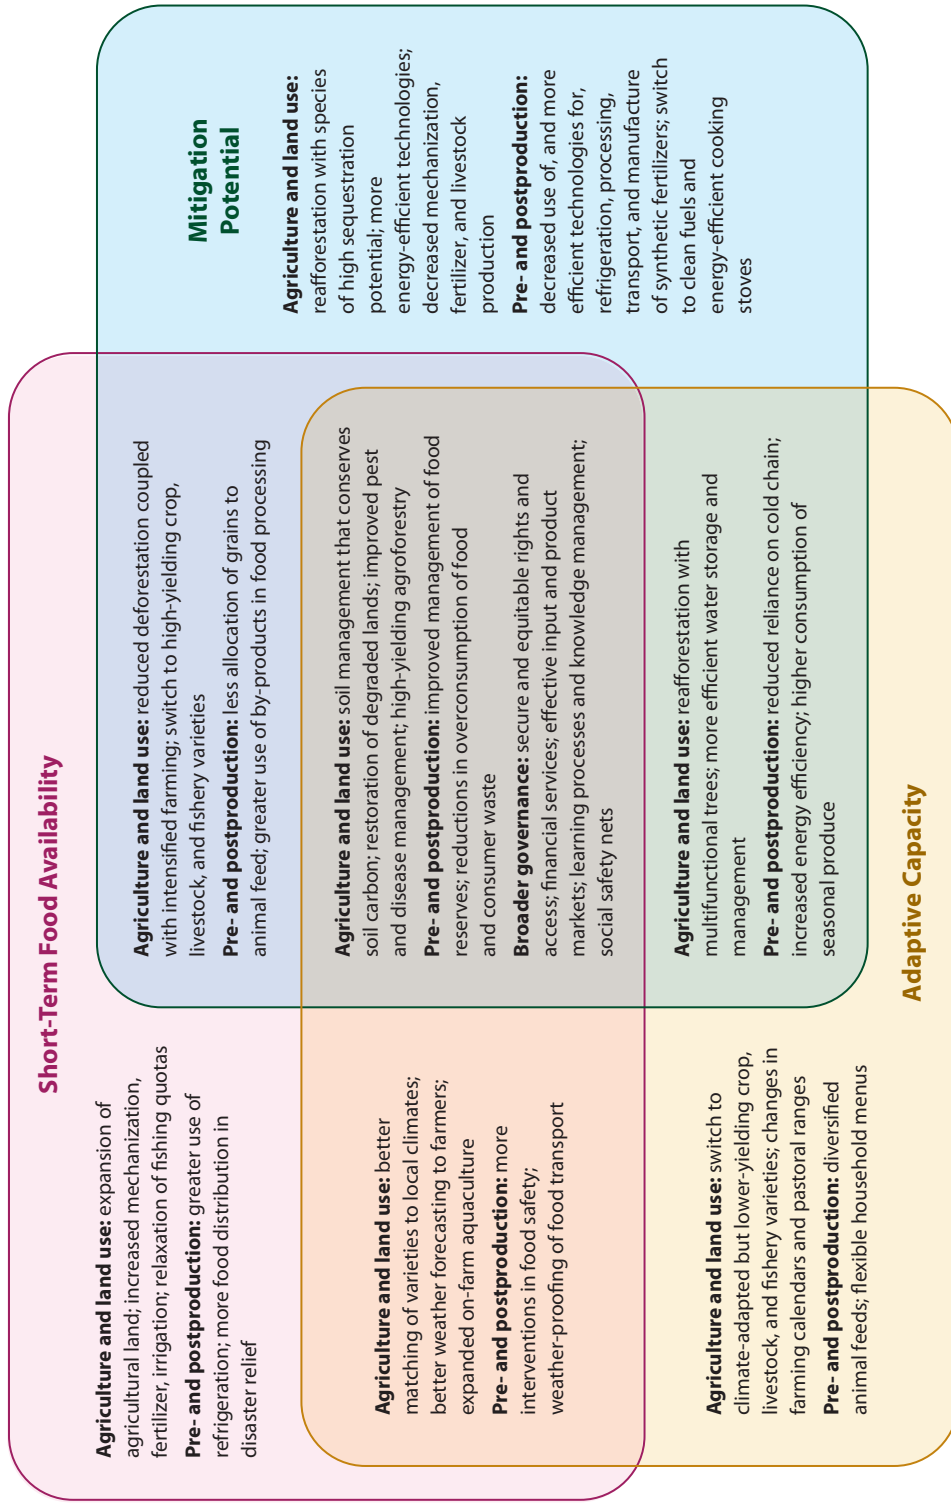 Short-Term Food Availability
Agriculture and land use: expansion of
agricultural land; increased mechanization,
fertilizer, irrigation; relaxation of fishing quotas
Pre- and postproduction: greater use of
refrigeration; more food distribution in
disaster relief
Agriculture and land use: reduced deforestation coupled
with intensified farming; switch to high-yielding crop,
livestock, and fishery varieties
Pre- and postproduction: less allocation of grains to
animal feed; greater use of by-products in food processing
Mitigation
Potential
Agriculture and land use:
reafforestation with species
of high sequestration
potential; more
energy-efficient technologies;
decreased mechanization,
fertilizer, and livestock
production
Pre- and postproduction:
decreased use of, and more
efficient technologies for,
refrigeration, processing,
transport, and manufacture
of synthetic fertilizers; switch
to clean fuels and
energy-efficient cooking
stoves
Agriculture and land use: better
matching of varieties to local climates;
better weather forecasting to farmers;
expanded on-farm aquaculture
Pre- and postproduction: more
interventions in food safety;
weather-proofing of food transport
Agriculture and land use: soil management that conserves
soil carbon; restoration of degraded lands; improved pest
and disease management; high-yielding agroforestry
Pre- and postproduction: improved management of food
reserves; reductions in overconsumption of food
and consumer waste
Broader governance: secure and equitable rights and
access; financial services; effective input and product
markets; learning processes and knowledge management;
social safety nets
Agriculture and land use: switch to
climate-adapted but lower-yielding crop,
livestock, and fishery varieties; changes in
farming calendars and pastoral ranges
Pre- and postproduction: diversified
animal feeds; flexible household menus
Agriculture and land use: reafforestation with
multifunctional trees; more efficient water storage and
management
Pre- and postproduction: reduced reliance on cold chain;
increased energy efficiency; higher consumption of
seasonal produce
Adaptive Capacity